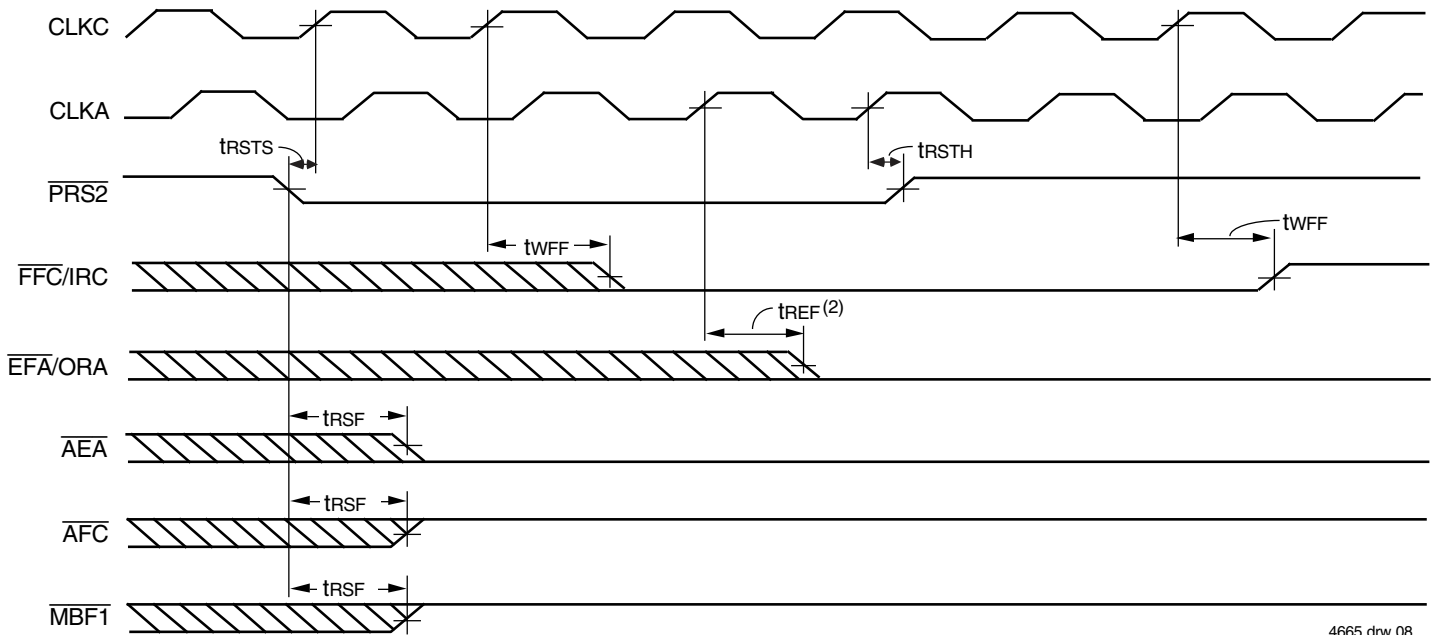 CLKC
CLKA
tRSTS
tRSTH
PRS2
tWFF
tWFF
FFC/IRC
tREF(2)
EFA/ORA
tRSF
AEA
tRSF
AFC
tRSF
MBF1
4665 drw 08